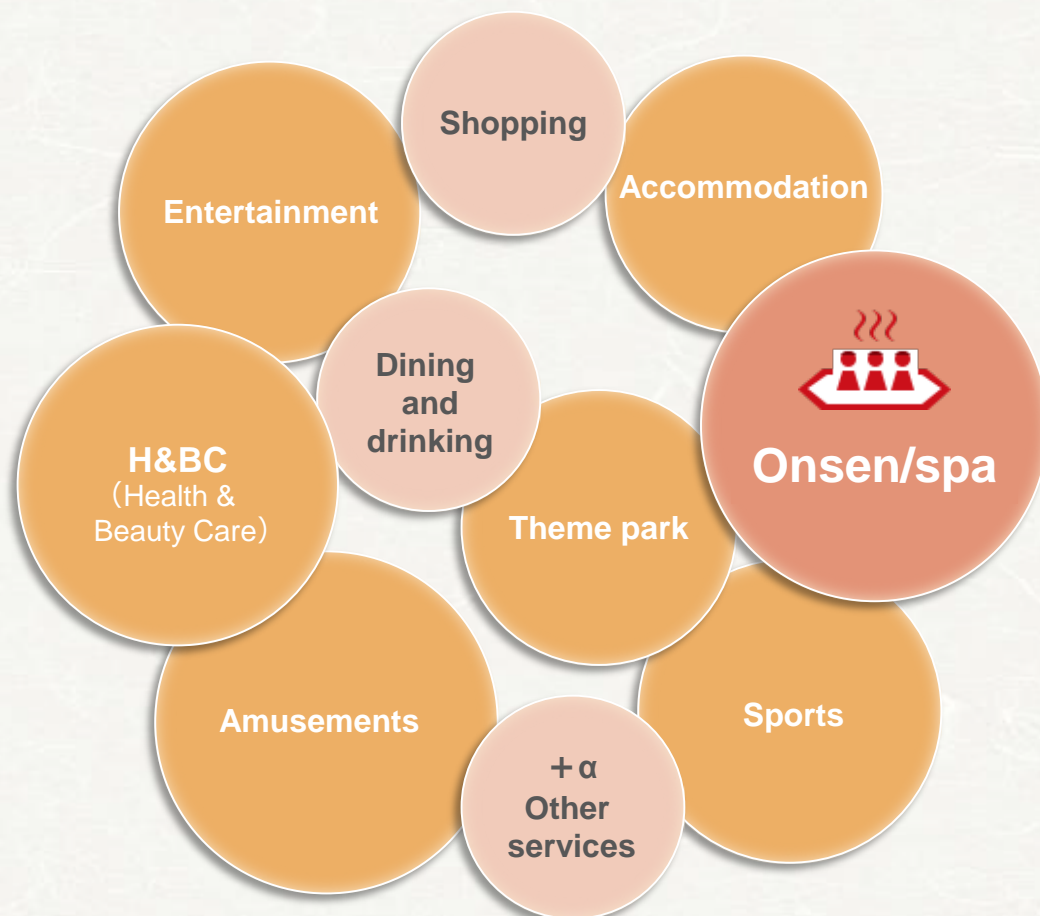 Shopping
Accommodation
Entertainment
Dining
and
drinking
Onsen/spa
H&BC
（Health &
Beauty Care）
Theme park
Amusements
Sports
＋α
Other
services